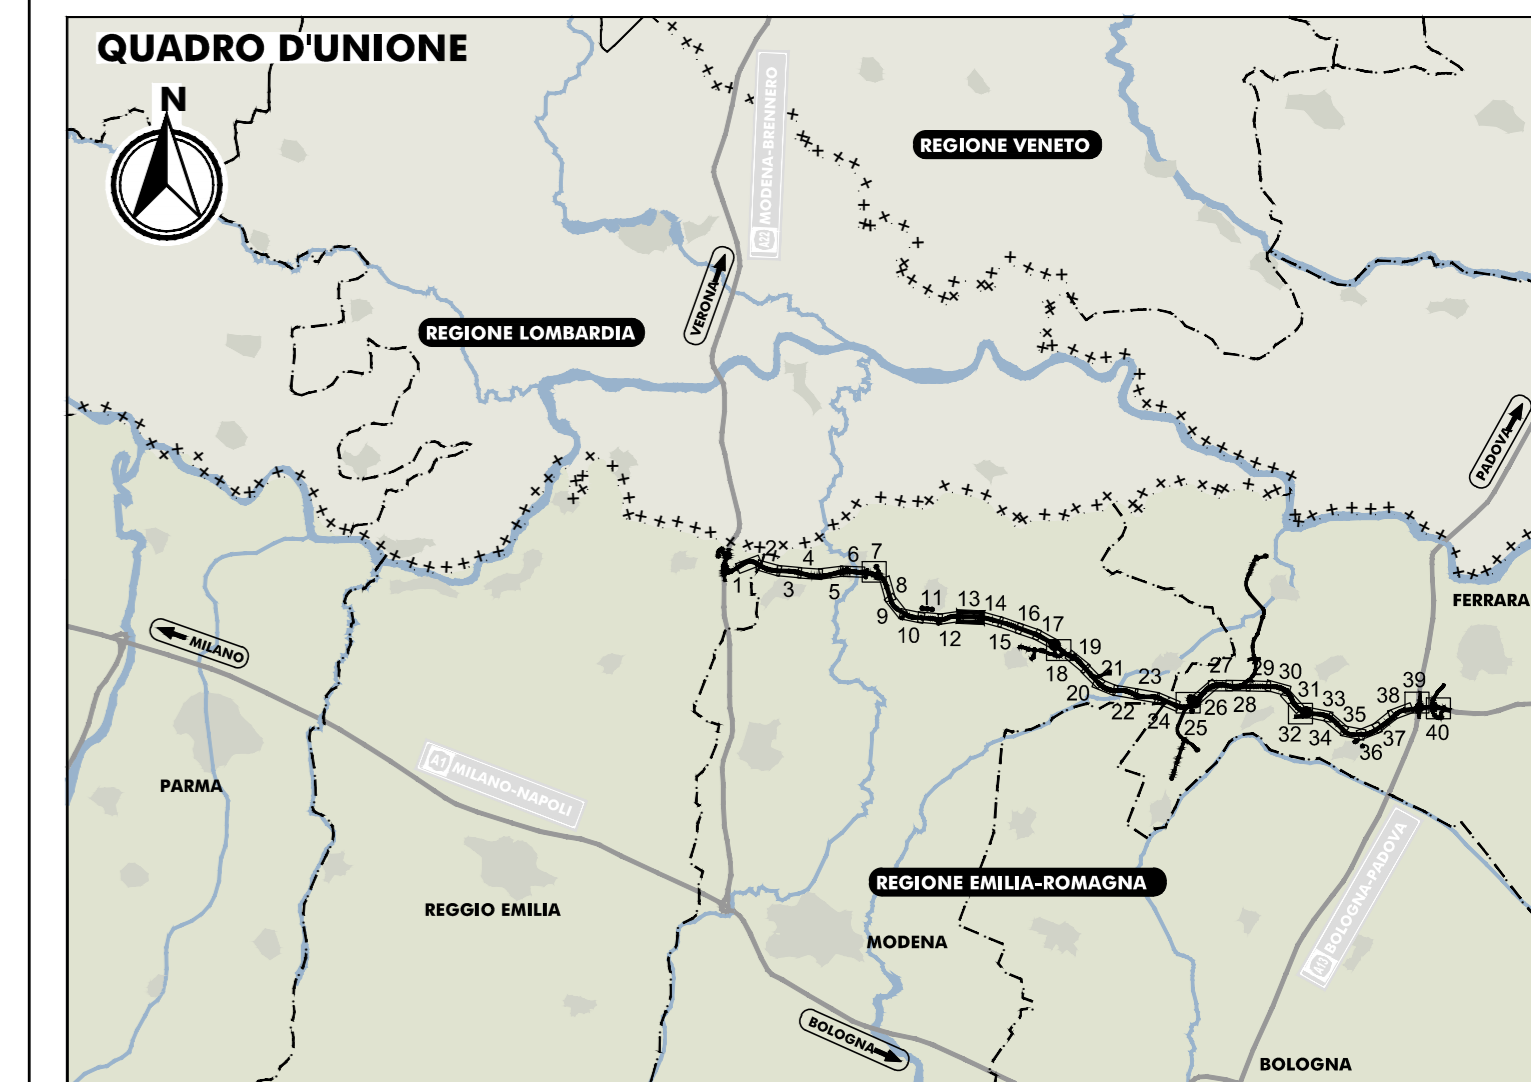 QUADRO D'UNIONE
N
A22 MODENA-BRENNERO
REGIONE VENETO
VERONA
REGIONE LOMBARDIA
PADOVA
FERRARA
MILANO
1
2
3
4
5
6
7
8
9
10
11
12
13
14
15
16
17
18
19
20
21
22
23
24
25
26
27
28
29
30
31
32
33
34
35
36
37
38
39
40
PARMA
A1 MILANO-NAPOLI
REGIONE EMILIA-ROMAGNA
A13 BOLOGNA-PADOVA
REGGIO EMILIA
MODENA
BOLOGNA
BOLOGNA